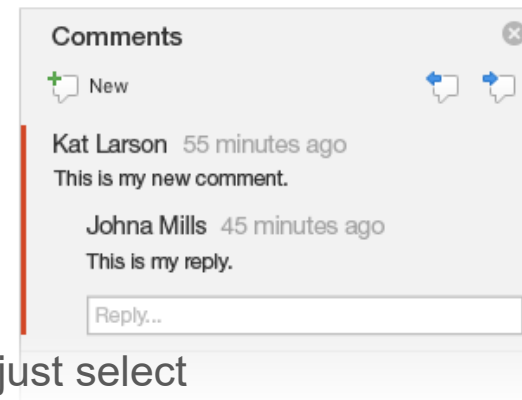 Comments
New
Kat Larson 55 minutes ago
This is my new comment.
Johna Mills 45 minutes ago
This is my reply.
Reply...
just select